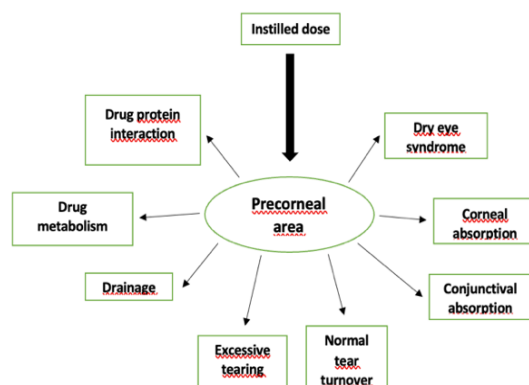 Instilled dose
Drug protein
interaction
Dry eye
syndrome
Precorneal
area
Drug
metabolism
Corneal
absorption
Drainage
Conjunctival
absorption
Excessive
tearing
Normal
tear
turnover